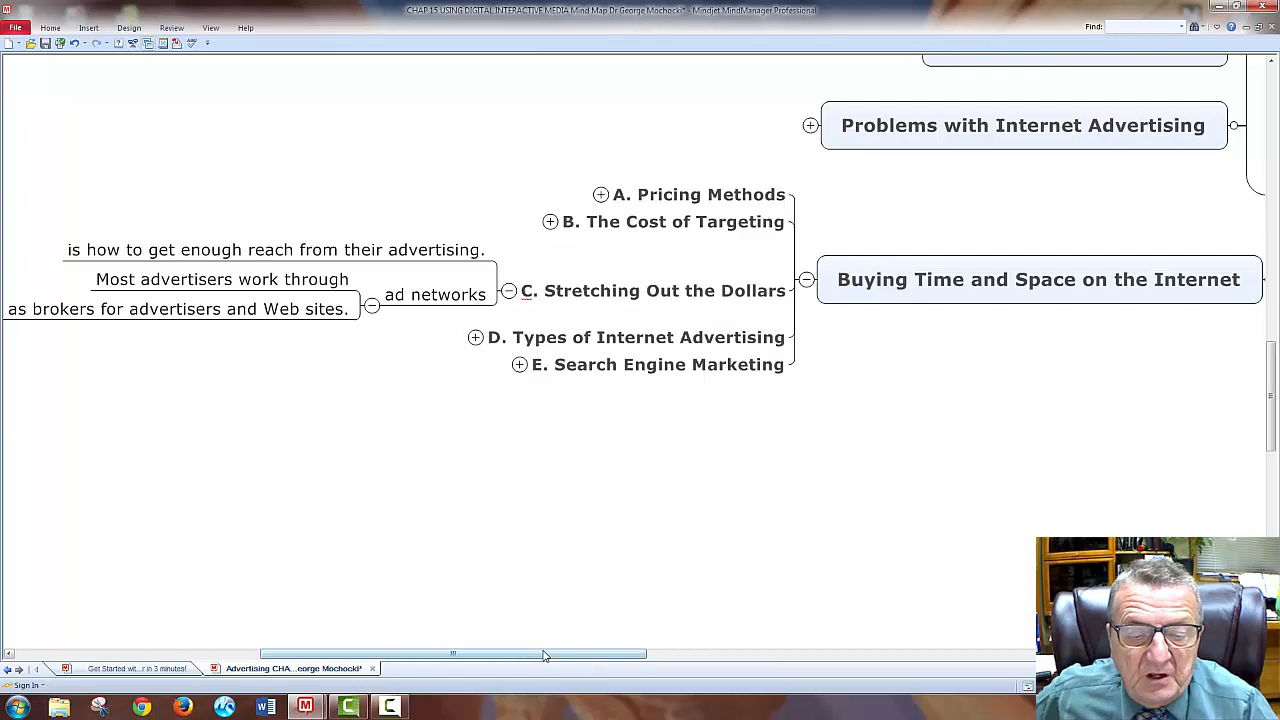 CHAP 15 USING DIGITAL INTERACTIVE MEDIA Mind Map Dr George Mochocki* - Mindjet MindManager Professional
File Home Insert Design Review View Help
Find:
Problems with Internet Advertising
A. Pricing Methods
B. The Cost of Targeting
is how to get enough reach from their advertising.
Most advertisers work through
Buying Time and Space on the Internet
C. Stretching Out the Dollars
ad networks
as brokers for advertisers and Web sites.
D. Types of Internet Advertising
E. Search Engine Marketing
Get Started wit...r in 3 minutes!
Advertising CHA...eorge Mochocki*
Sign In